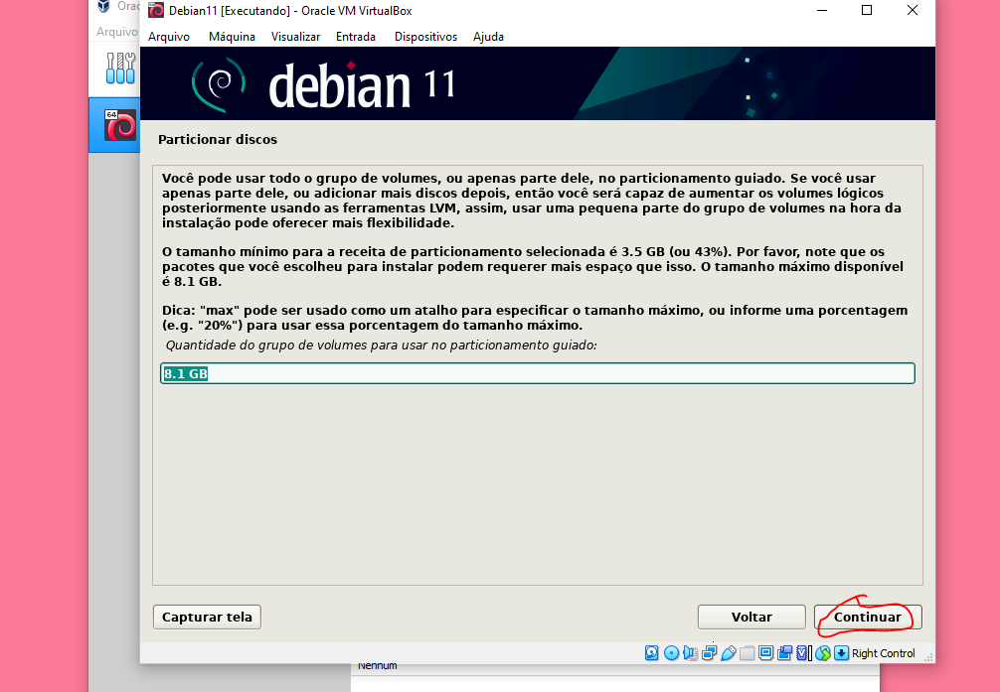 Orac
Debian11 [Executando] - Oracle VM VirtualBox
Arquivo
Arquivo Máquina Visualizar Entrada Dispositivos Ajuda
debian 11
64
Particionar discos
Você pode usar todo o grupo de volumes, ou apenas parte dele, no particionamento guiado. Se você usar
apenas parte dele, ou adicionar mais discos depois, então você será capaz de aumentar os volumes lógicos
posteriormente usando as ferramentas LVM, assim, usar uma pequena parte do grupo de volumes na hora da
instalação pode oferecer mais flexibilidade.
O tamanho mínimo para a receita de particionamento selecionada é 3.5 GB (ou 43%). Por favor, note que os
pacotes que você escolheu para instalar podem requerer mais espaço que isso. O tamanho máximo disponível
é 8.1 GB.
Dica: "max" pode ser usado como um atalho para especificar o tamanho máximo, ou informe uma porcentagem
(e.g. "20%") para usar essa porcentagem do tamanho máximo.
Quantidade do grupo de volumes para usar no particionamento guiado:
8.1 GB
Capturar tela Voltar Continuar
Right Control
Nenhum